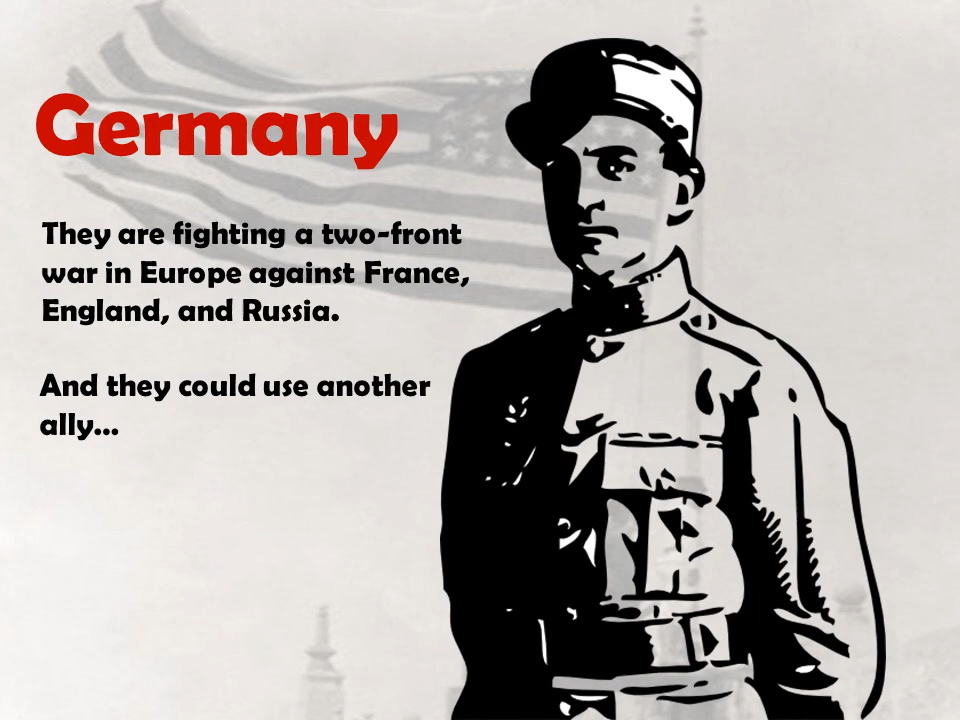 Germany
They are fighting a two-front
war in Europe against France,
England, and Russia.
And they could use another
ally...